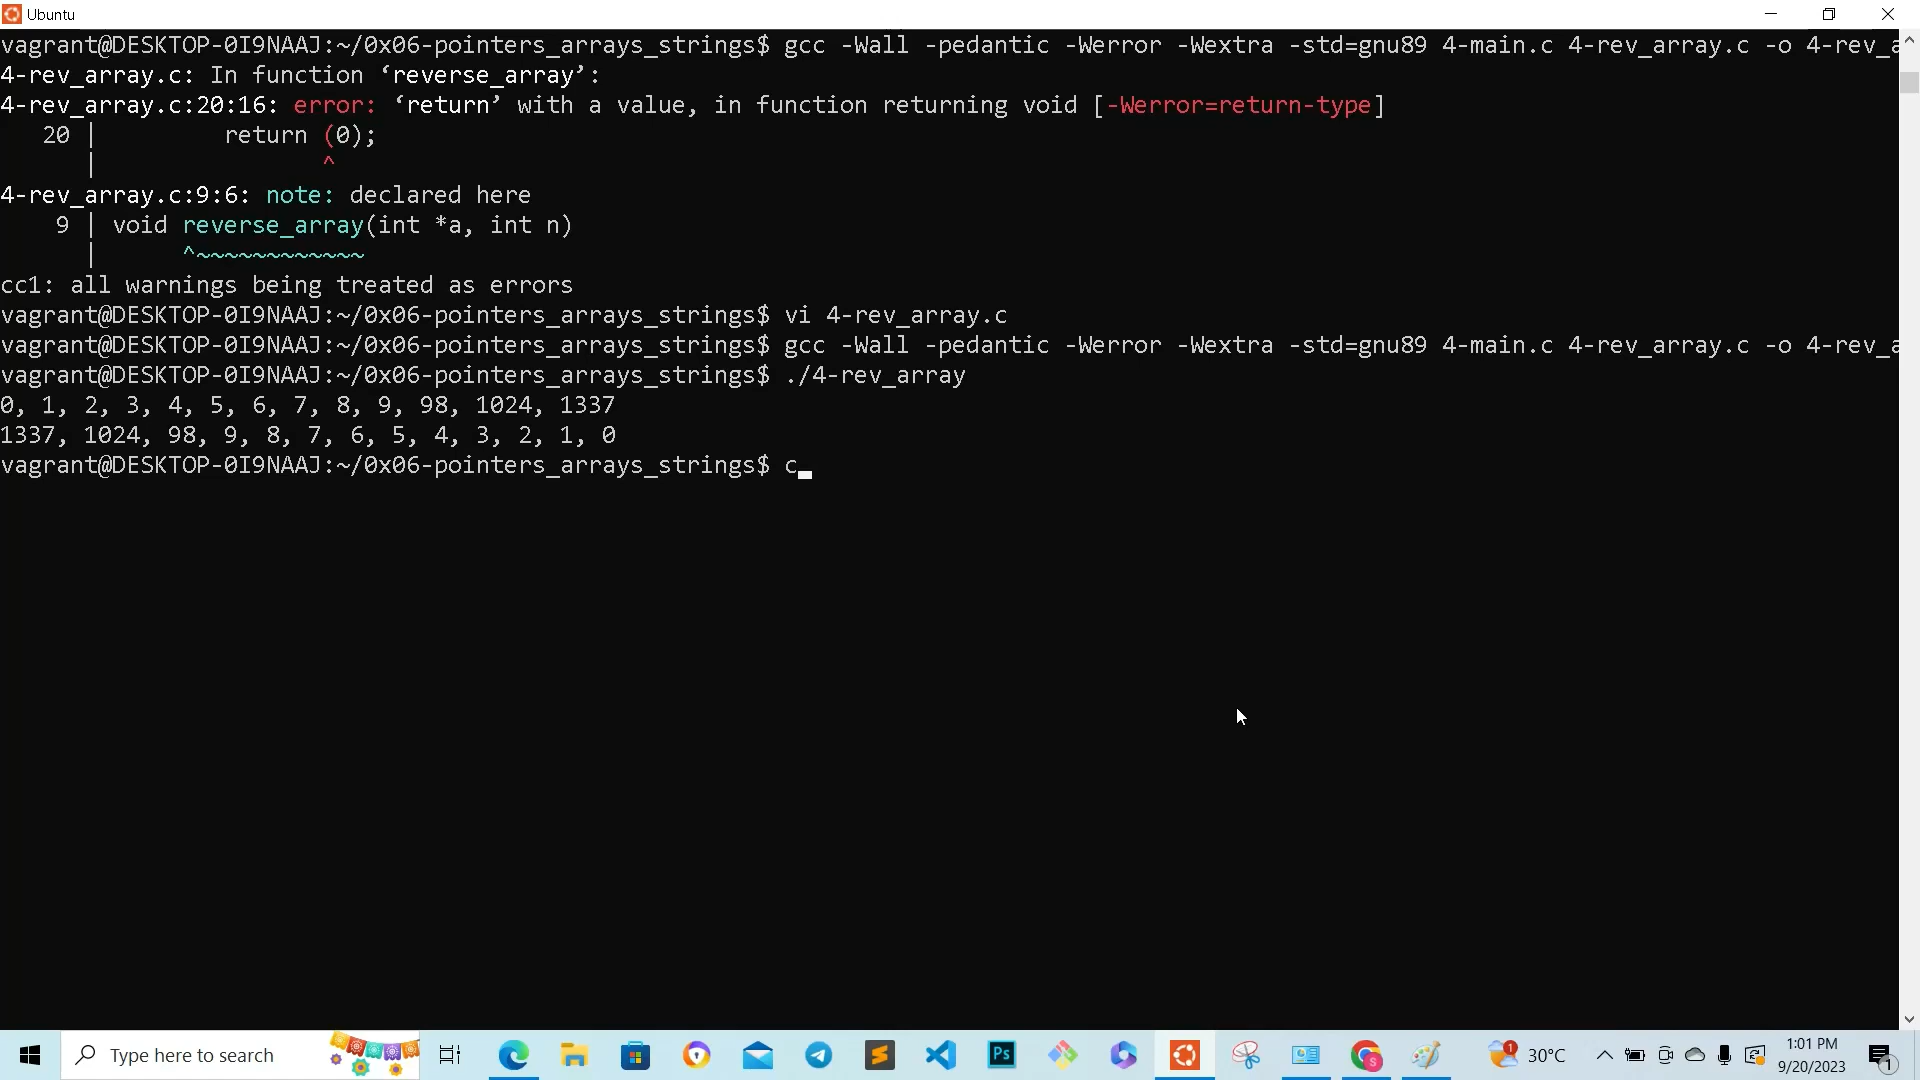 Ubuntu
vagrant@DESKTOP-0I9NAAJ:~/0x06-pointers_arrays_strings$ gcc -Wall -pedantic -Werror -Wextra -std=gnu89 4-main.c 4-rev_array.c -o 4-rev_a
4-rev_array.c: In function ‘reverse_array’:
4-rev_array.c:20:16: error: ‘return’ with a value, in function returning void [-Werror=return-type]
20 | return (0);
| ^
4-rev_array.c:9:6: note: declared here
9 | void reverse_array(int *a, int n)
| ^~~~~~~~~~~~~
cc1: all warnings being treated as errors
vagrant@DESKTOP-0I9NAAJ:~/0x06-pointers_arrays_strings$ vi 4-rev_array.c
vagrant@DESKTOP-0I9NAAJ:~/0x06-pointers_arrays_strings$ gcc -Wall -pedantic -Werror -Wextra -std=gnu89 4-main.c 4-rev_array.c -o 4-rev_a
vagrant@DESKTOP-0I9NAAJ:~/0x06-pointers_arrays_strings$ ./4-rev_array
0, 1, 2, 3, 4, 5, 6, 7, 8, 9, 98, 1024, 1337
1337, 1024, 98, 9, 8, 7, 6, 5, 4, 3, 2, 1, 0
vagrant@DESKTOP-0I9NAAJ:~/0x06-pointers_arrays_strings$ c_
Type here to search
Ps
S
1
30°C
1:01 PM
9/20/2023
1